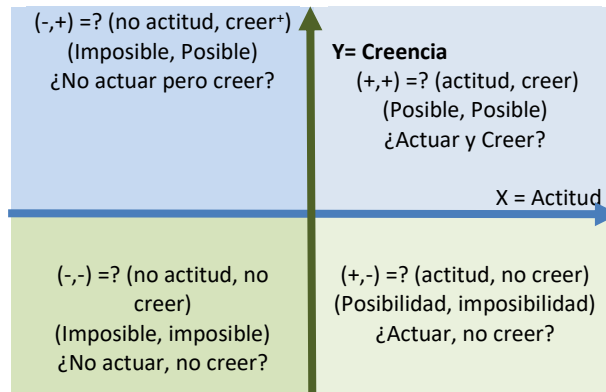 (-,+) =? (no actitud, creer⁺)
(Imposible, Posible)
¿No actuar pero creer?
Y= Creencia
(+,+) =? (actitud, creer)
(Posible, Posible)
¿Actuar y Creer?
X = Actitud
(-,-) =? (no actitud, no
creer)
(Imposible, imposible)
¿No actuar, no creer?
(+,-) =? (actitud, no creer)
(Posibilidad, imposibilidad)
¿Actuar, no creer?